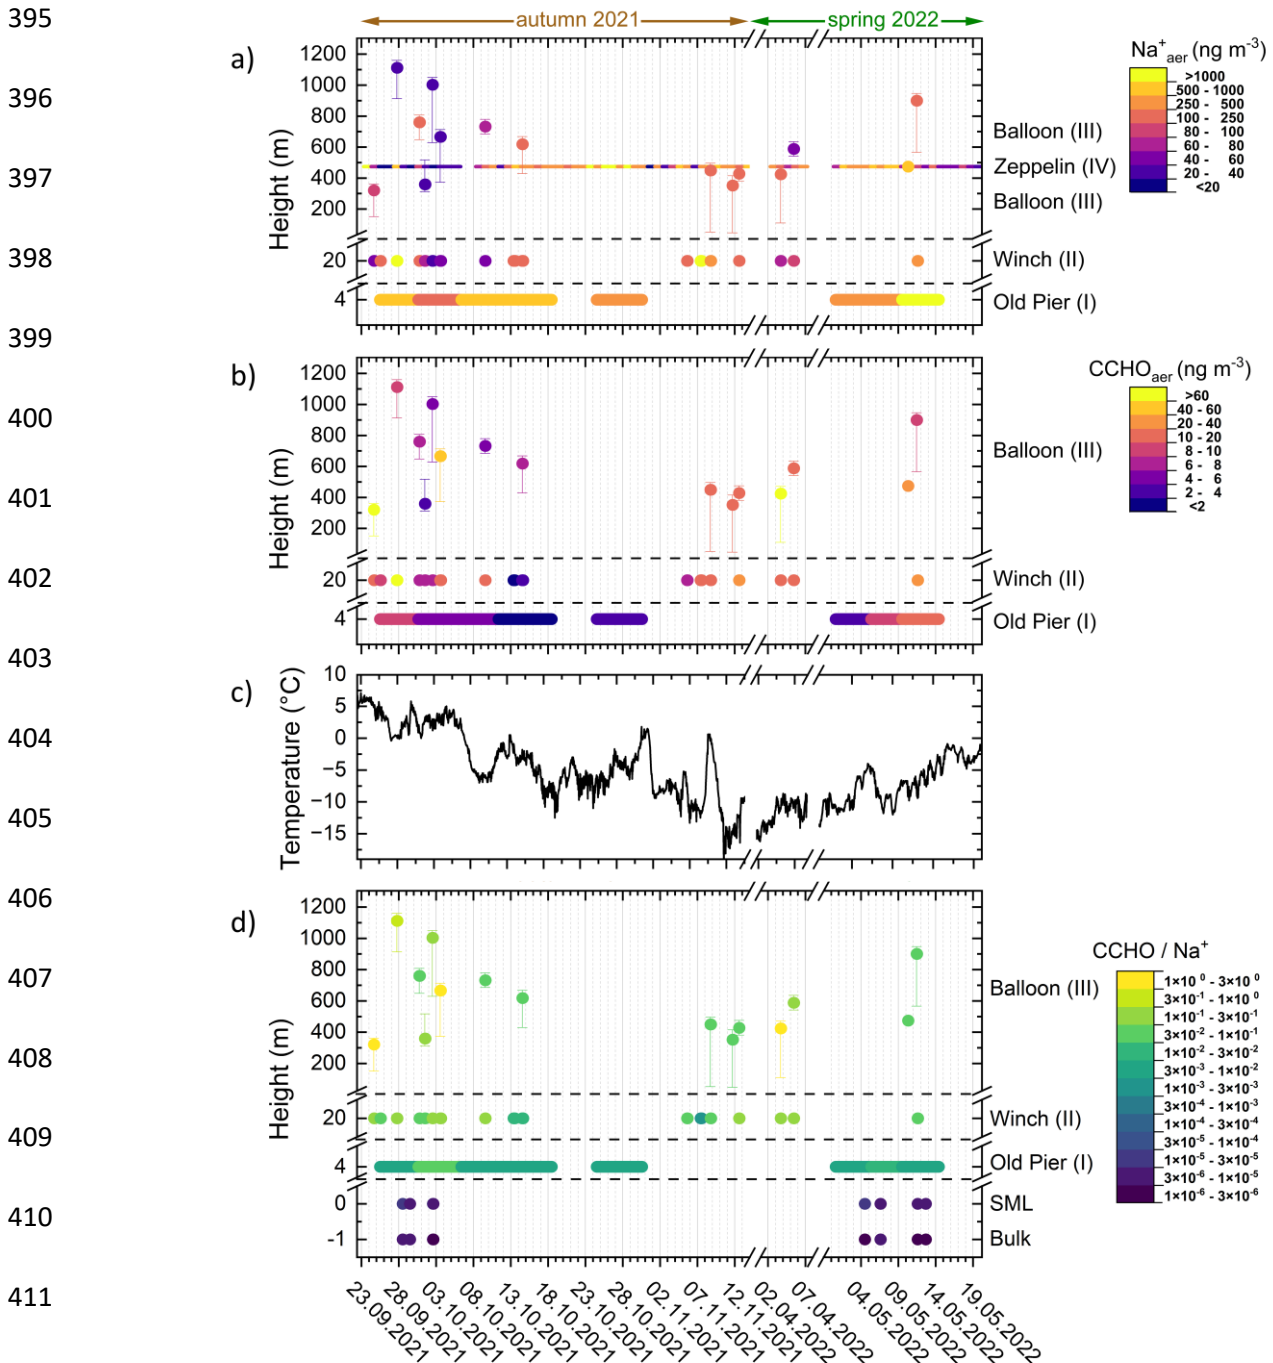 395
autumn 2021
spring 2022
a)
Na⁺aer (ng m⁻³)
>1000
500 - 1000
250 - 500
100 - 250
80 - 100
60 - 80
40 - 60
20 - 40
<20
396
1200
1000
800
600
400
200
20
4
Height (m)
Balloon (III)
Zeppelin (IV)
Balloon (III)
Winch (II)
Old Pier (I)
397
398
399
b)
CCHOaer (ng m⁻³)
>60
40 - 60
20 - 40
10 - 20
8 - 10
6 - 8
4 - 6
2 - 4
<2
1200
1000
800
600
400
200
20
4
Height (m)
Balloon (III)
Winch (II)
Old Pier (I)
400
401
402
403
c)
10
5
0
−5
−10
−15
Temperature (°C)
404
405
406
d)
CCHO / Na⁺
1×10⁰ - 3×10⁰
3×10⁻¹ - 1×10⁰
1×10⁻¹ - 3×10⁻¹
3×10⁻² - 1×10⁻¹
1×10⁻² - 3×10⁻²
3×10⁻³ - 1×10⁻²
1×10⁻³ - 3×10⁻³
3×10⁻⁴ - 1×10⁻³
1×10⁻⁴ - 3×10⁻⁴
3×10⁻⁵ - 1×10⁻⁴
1×10⁻⁵ - 3×10⁻⁵
3×10⁻⁶ - 1×10⁻⁵
1×10⁻⁶ - 3×10⁻⁶
1200
1000
800
600
400
200
20
4
0
-1
Height (m)
Balloon (III)
Winch (II)
Old Pier (I)
SML
Bulk
407
408
409
410
411
23.09.2021
28.09.2021
03.10.2021
08.10.2021
13.10.2021
18.10.2021
23.10.2021
28.10.2021
02.11.2021
07.11.2021
12.11.2021
02.04.2022
07.04.2022
04.05.2022
09.05.2022
14.05.2022
19.05.2022